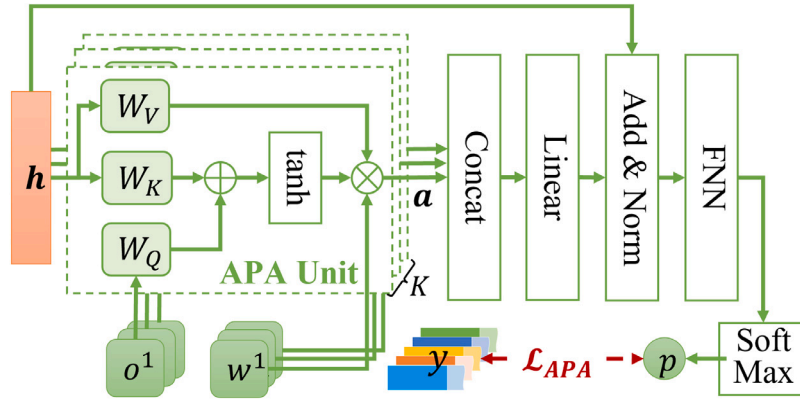 h
W_V
W_K
W_Q
tanh
a
APA Unit
K
Concat
Linear
Add & Norm
FNN
o^1
w^1
y
ℒ_APA
p
Soft
Max